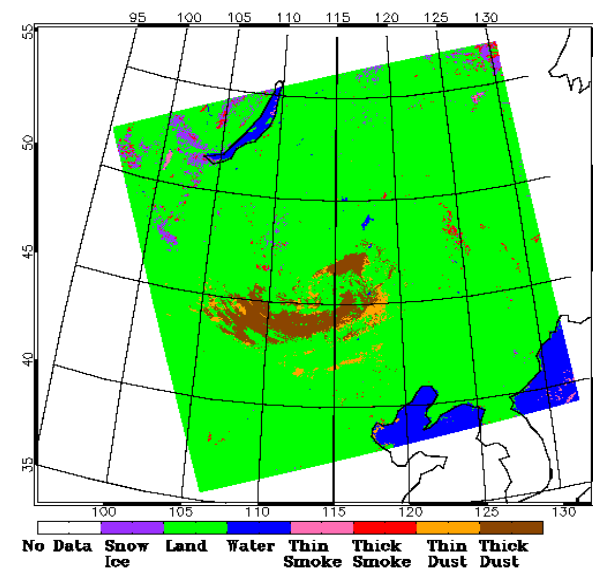 95 100 105 110 115 120 125 130
55
50
45
40
35
100 105 110 115 120 125 130
No Data Snow Land Water Thin Thick Thin Thick
Ice Smoke Smoke Dust Dust